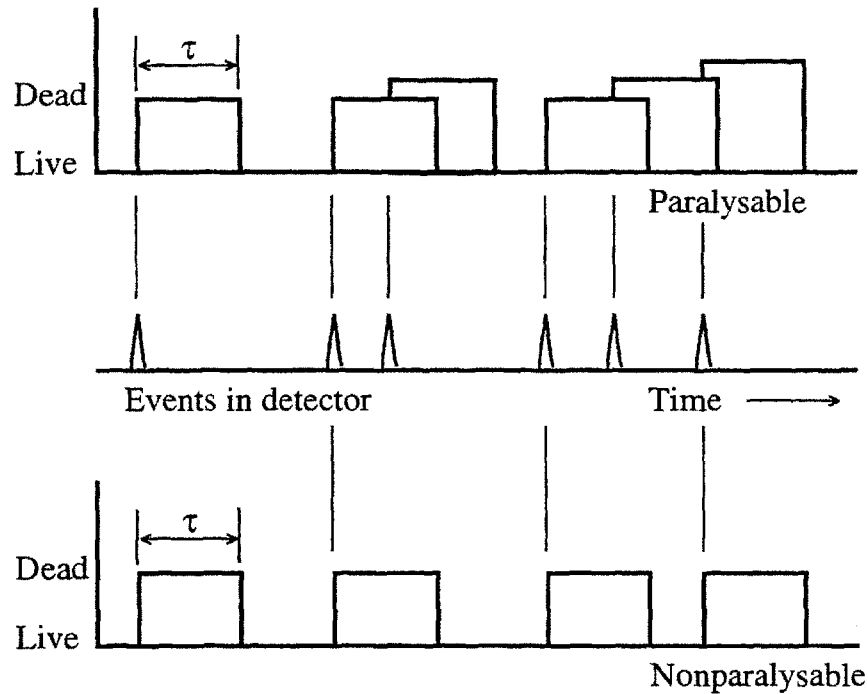 τ
Dead
Live
Paralysable
Events in detector
Time
τ
Dead
Live
Nonparalysable